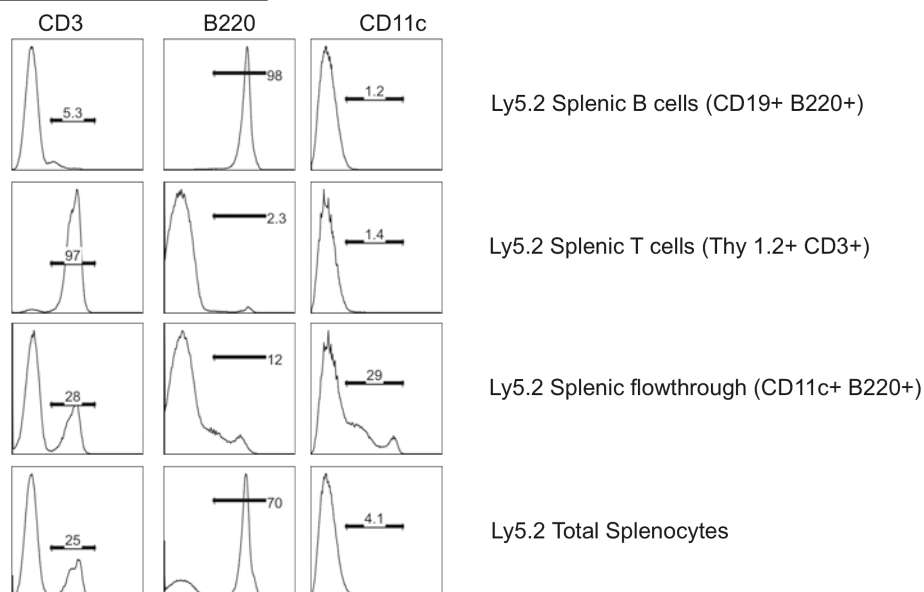 CD3 B220 CD11c
5.3 98 1.2 Ly5.2 Splenic B cells (CD19+ B220+)
97 2.3 1.4 Ly5.2 Splenic T cells (Thy 1.2+ CD3+)
28 12 29 Ly5.2 Splenic flowthrough (CD11c+ B220+)
25 70 4.1 Ly5.2 Total Splenocytes